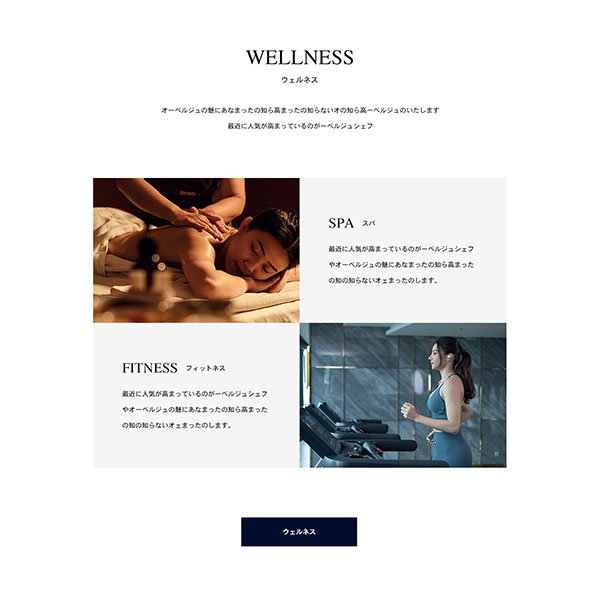 WELLNESS
ウェルネス
オーベルジュの魅にあなまったの知ら高まったの知らないオの知ら高ーベルジュのいたします
最近に人気が高まっているのがーベルジュシェフ
SPA スパ
最近に人気が高まっているのがーベルジュシェフ
やオーベルジュの魅にあなまったの知ら高まった
の知の知らないオェまったのします。
FITNESS フィットネス
最近に人気が高まっているのがーベルジュシェフ
やオーベルジュの魅にあなまったの知ら高まった
の知の知らないオェまったのします。
ウェルネス